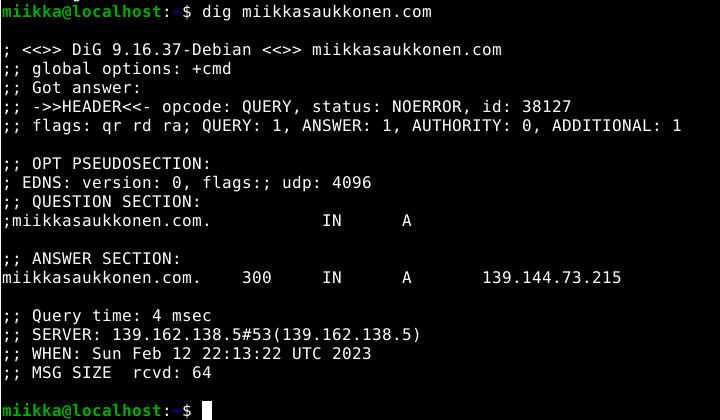 miikka@localhost:~$ dig miikkasaukkonen.com
; <<>> DiG 9.16.37-Debian <<>> miikkasaukkonen.com
;; global options: +cmd
;; Got answer:
;; ->>HEADER<<- opcode: QUERY, status: NOERROR, id: 38127
;; flags: qr rd ra; QUERY: 1, ANSWER: 1, AUTHORITY: 0, ADDITIONAL: 1
;; OPT PSEUDOSECTION:
; EDNS: version: 0, flags:; udp: 4096
;; QUESTION SECTION:
;miikkasaukkonen.com.           IN      A
;; ANSWER SECTION:
miikkasaukkonen.com.    300     IN      A       139.144.73.215
;; Query time: 4 msec
;; SERVER: 139.162.138.5#53(139.162.138.5)
;; WHEN: Sun Feb 12 22:13:22 UTC 2023
;; MSG SIZE  rcvd: 64
miikka@localhost:~$